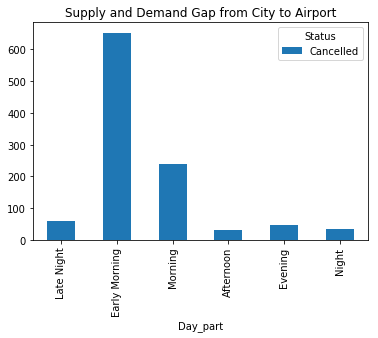 Supply and Demand Gap from City to Airport
Status
Cancelled
600
500
400
300
200
100
0
Late Night
Early Morning
Morning
Afternoon
Evening
Night
Day_part